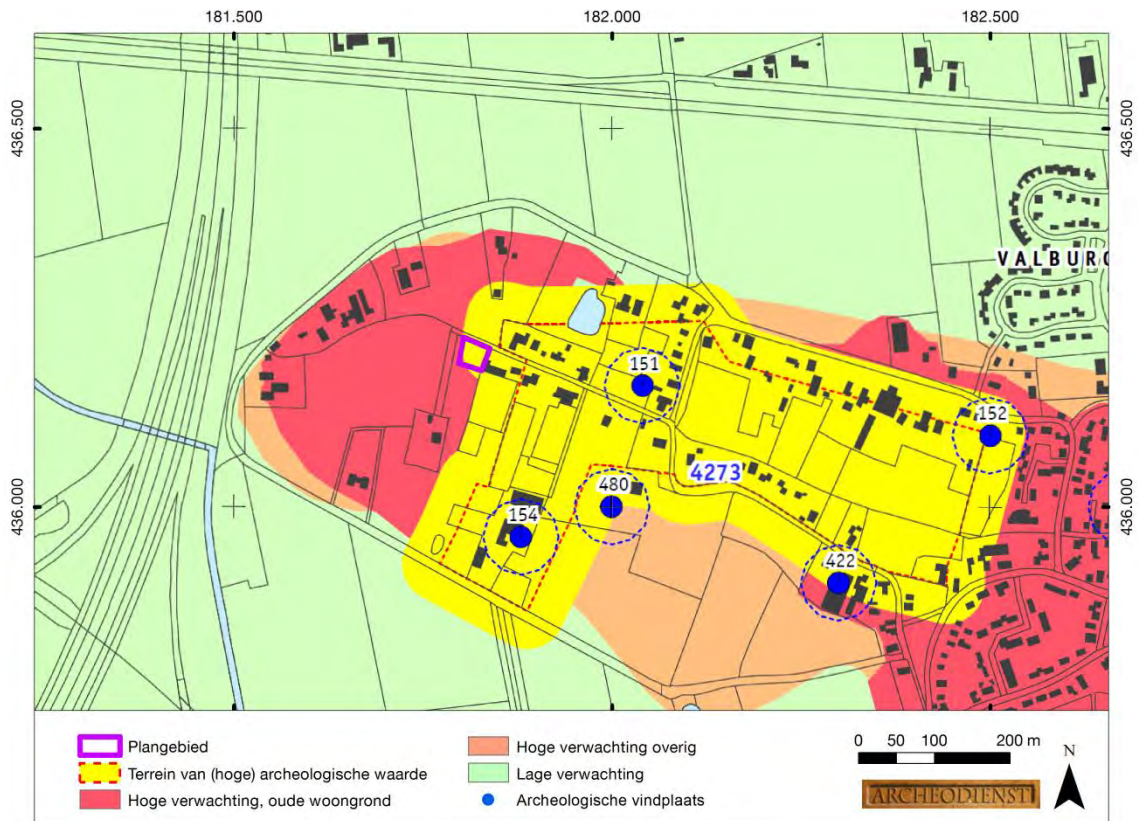 181.500 182.000 182.500
436.500 436.500
VALBURG
151
152
4273
480
436.000 436.000
154
422
Plangebied
Terrein van (hoge) archeologische waarde
Hoge verwachting, oude woongrond
Hoge verwachting overig
Lage verwachting
Archeologische vindplaats
0 50 100 200 m
N
ARCHEODIENST